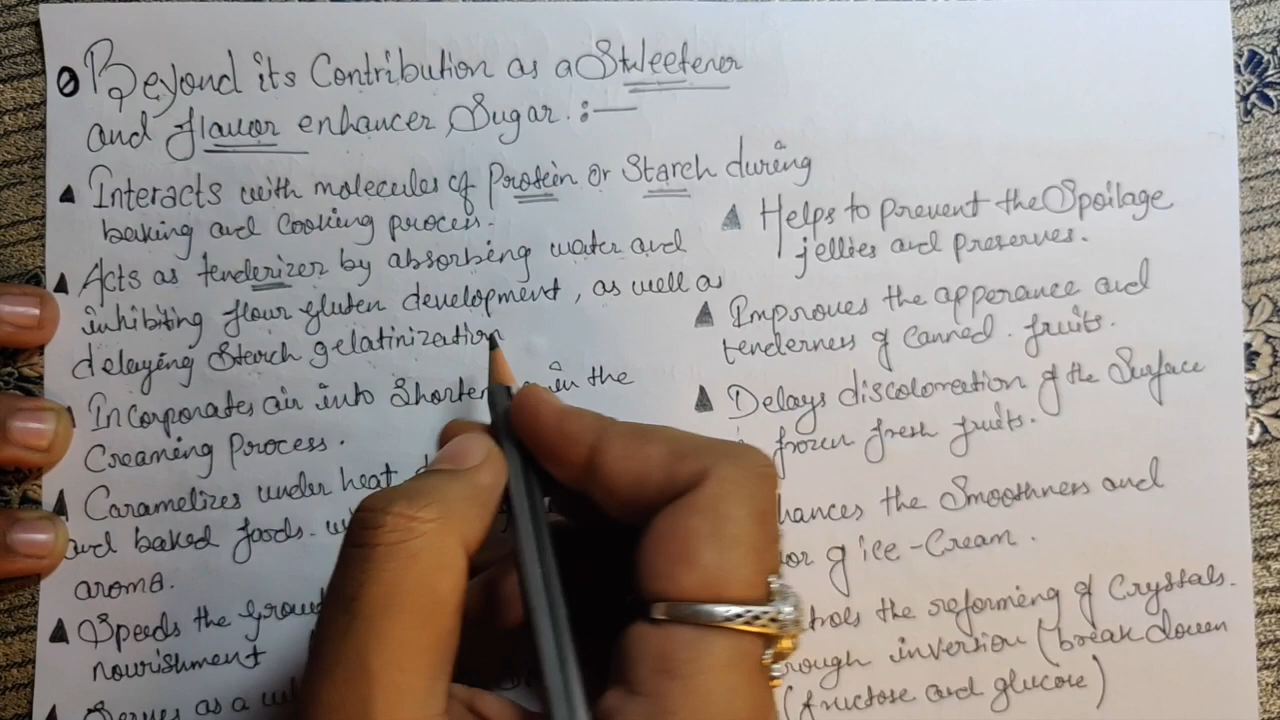 Beyond its Contribution as a Sweetener
and flavor enhancer, Sugar :—
Interacts with molecules of Protein or Starch during
baking and Cooking process.
Acts as tenderizer by absorbing water and
inhibiting flour gluten development, as well as
delaying Starch gelatinization
Incorporates air into in the
Creaming Process.
Caramelizes under heat
and baked foods.
aroma.
Speeds the
nourishment
Serves as a
Helps to prevent the Spoilage
jellies and Preserves.
Improves the apperance and
tenderness of Canned. fruits.
Delays discoloration of the Surface
frozen fresh fruits.
the Smoothness and
of ice-Cream.
the reforming of Crystals.
inversion (break down
(fructose and glucose)